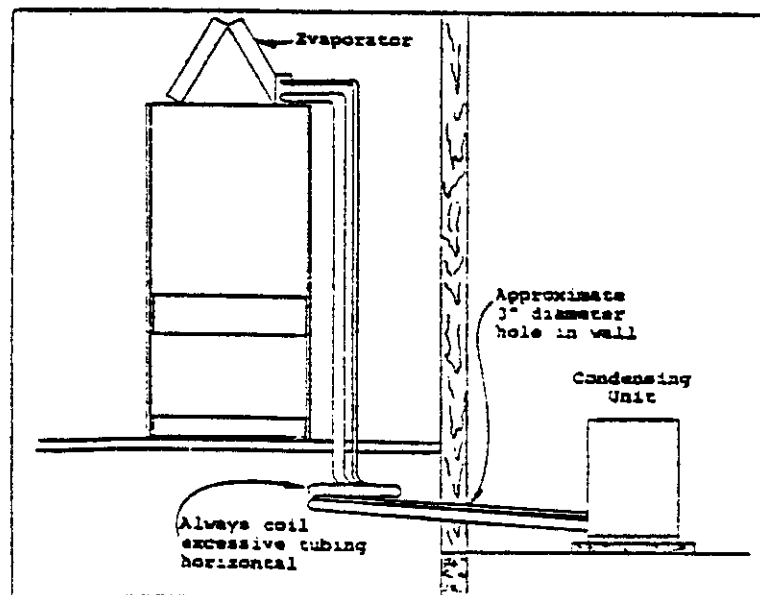 Evaporator
Approximate
3" diameter
hole in wall
Condensing
Unit
Always coil
excessive tubing
horizontal